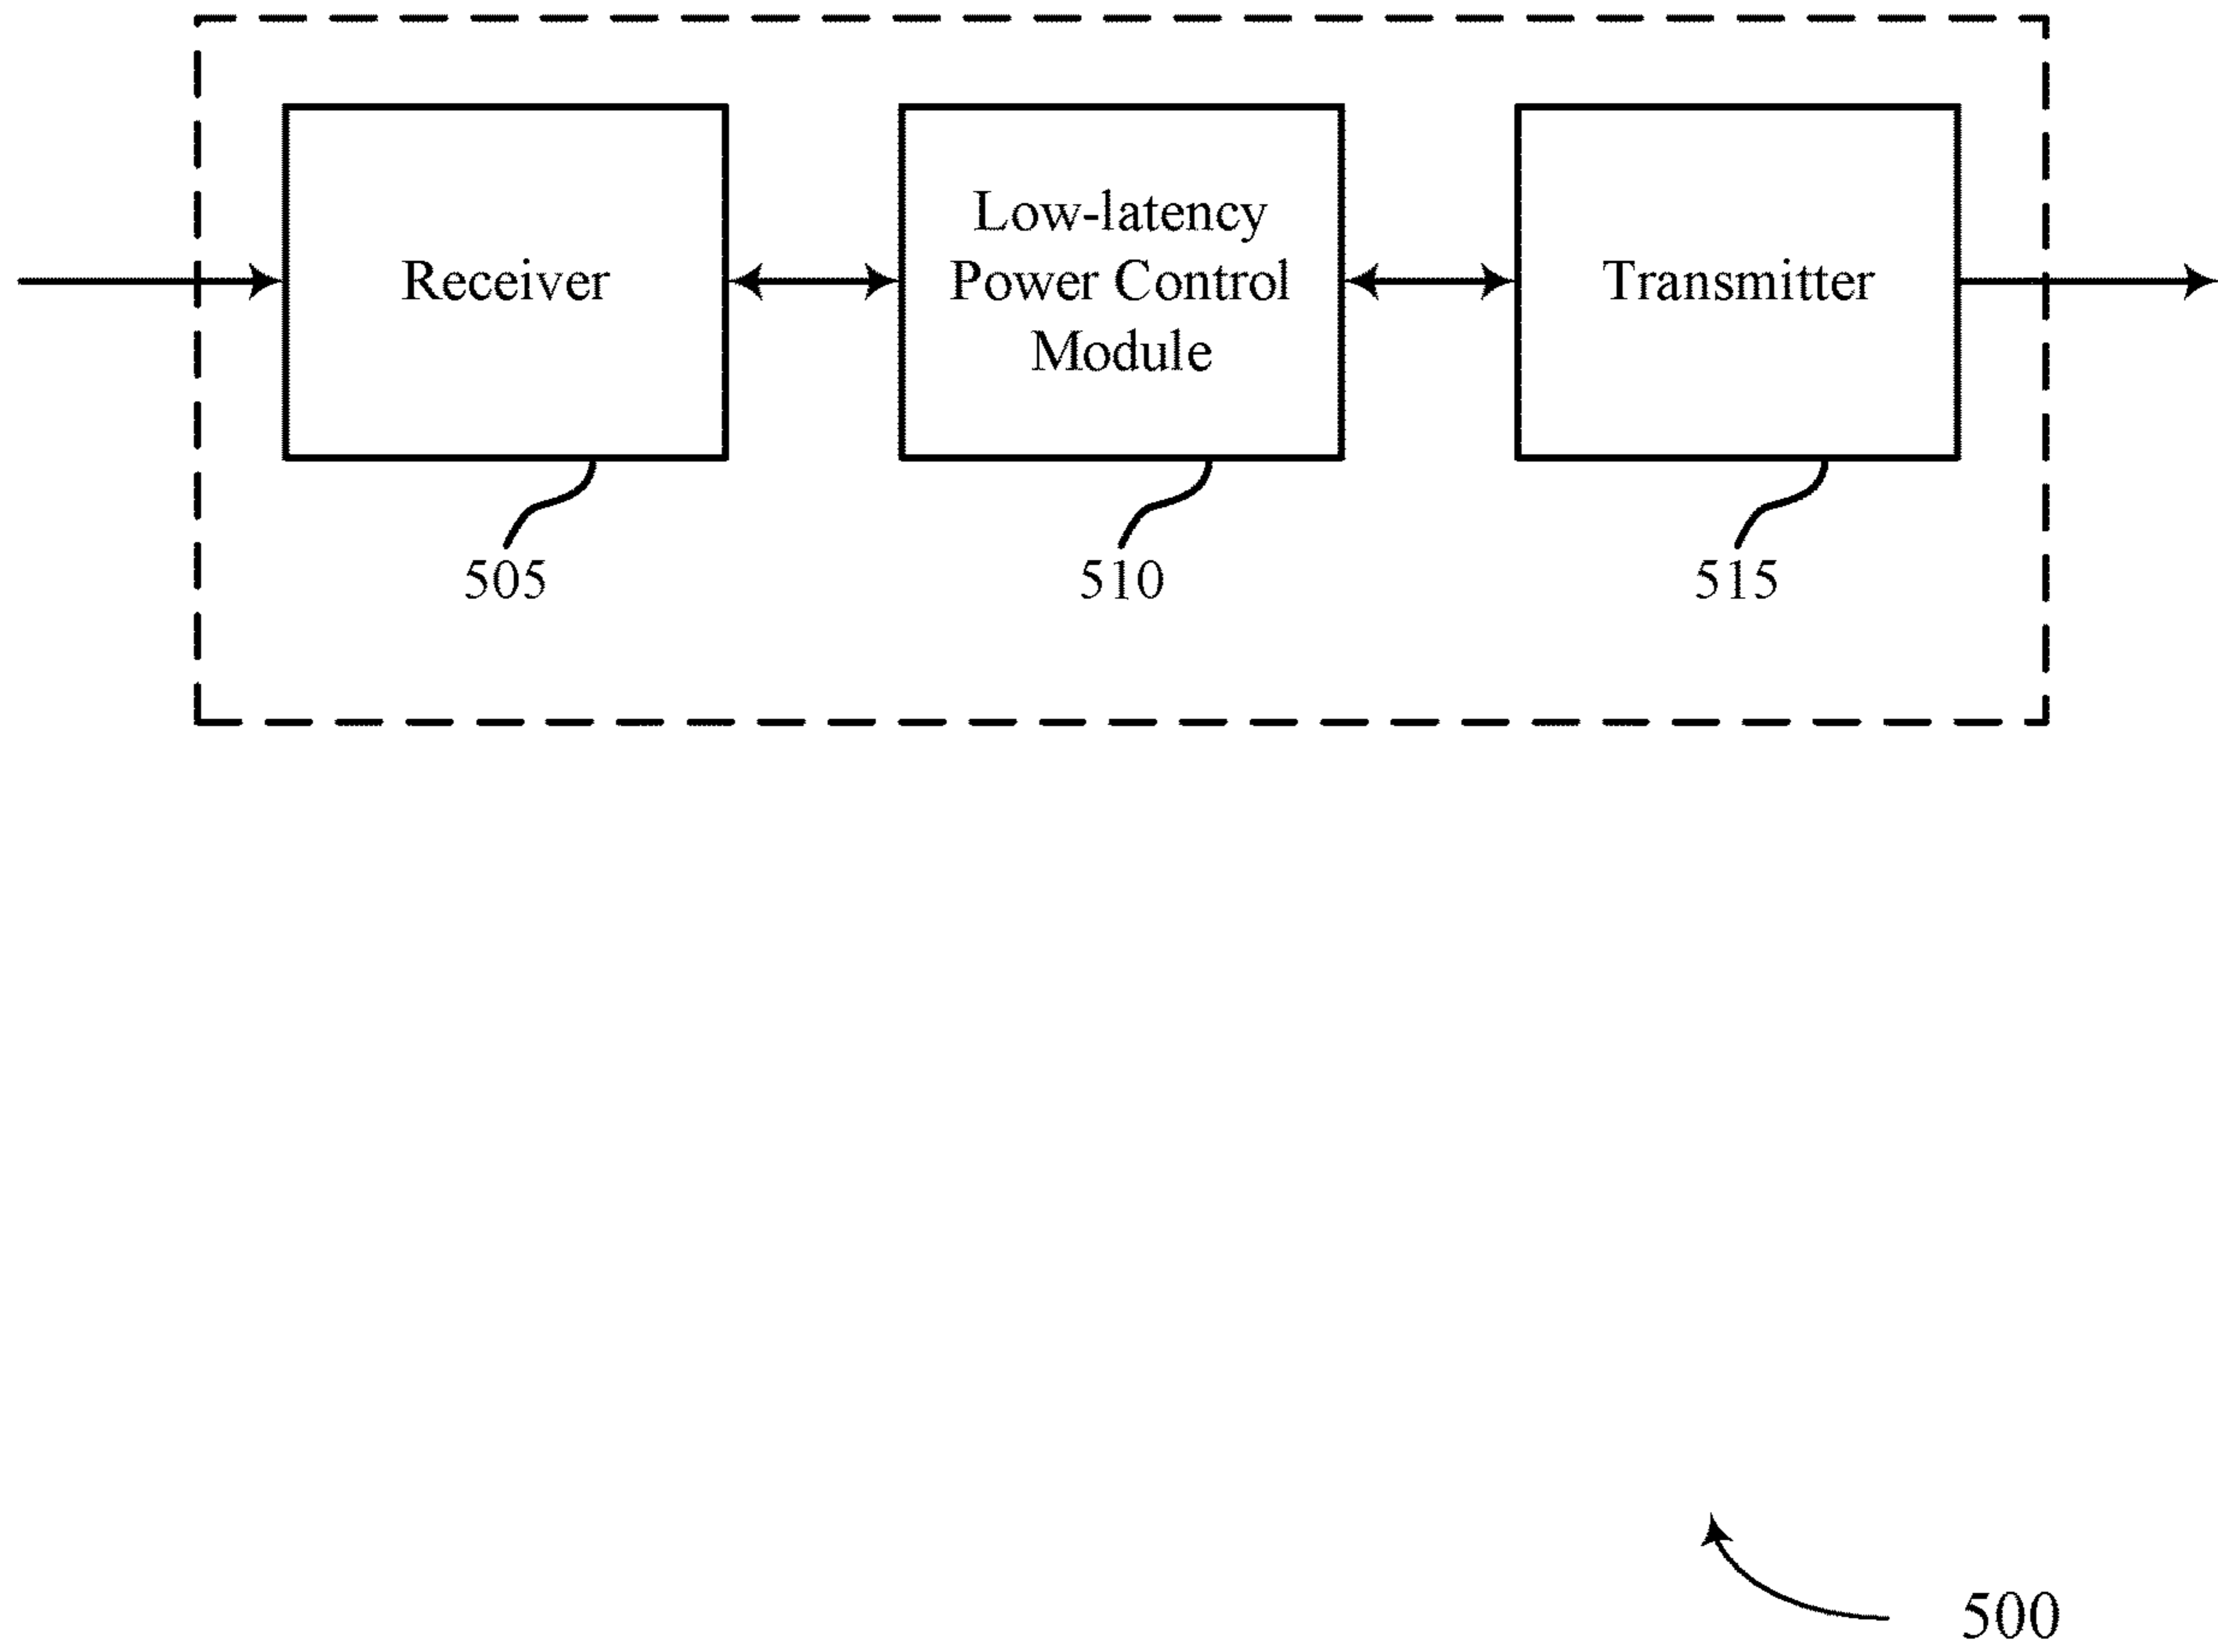 Receiver
Low-latency
Power Control
Module
Transmitter
505
510
515
500